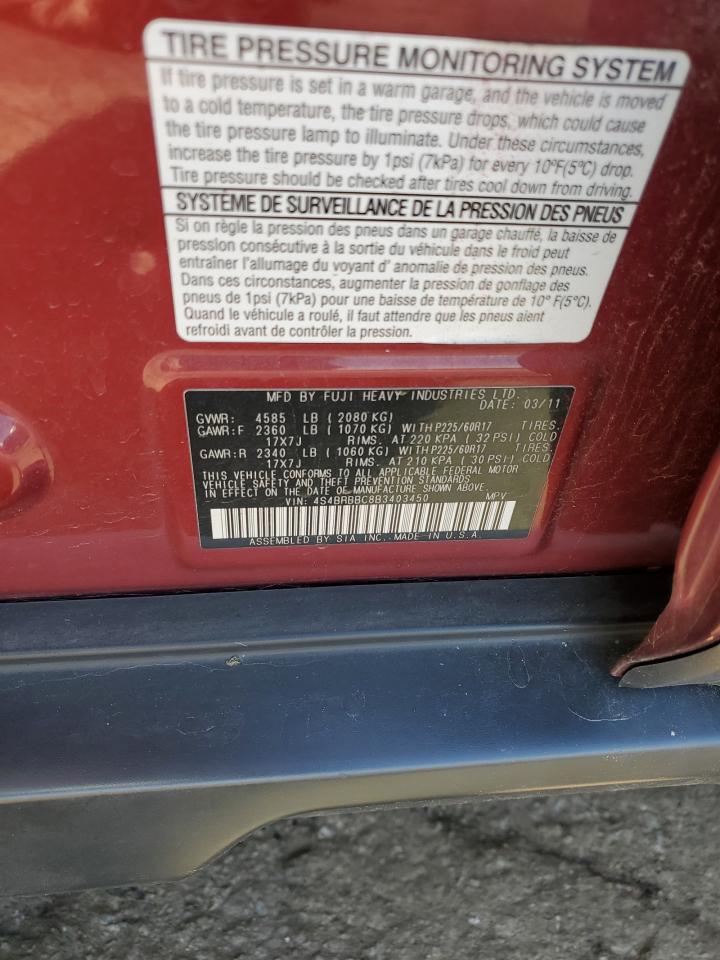 TIRE PRESSURE MONITORING SYSTEM
If tire pressure is set in a warm garage, and the vehicle is moved
to a cold temperature, the tire pressure drops, which could cause
the tire pressure lamp to illuminate. Under these circumstances,
increase the tire pressure by 1psi (7kPa) for every 10°F(5°C) drop.
Tire pressure should be checked after tires cool down from driving.
SYSTÈME DE SURVEILLANCE DE LA PRESSION DES PNEUS
Si on règle la pression des pneus dans un garage chauffé, la baisse de
pression consécutive à la sortie du véhicule dans le froid peut
entraîner l'allumage du voyant d' anomalie de pression des pneus.
Dans ces circonstances, augmenter la pression de gonflage des
pneus de 1psi (7kPa) pour une baisse de température de 10° F(5°C).
Quand le véhicule a roulé, il faut attendre que les pneus aient
refroidi avant de contrôler la pression.
MFD BY FUJI HEAVY INDUSTRIES LTD.
DATE: 03/11
GVWR: 4585 LB (2080 KG)
GAWR:F 2360 LB (1070 KG) WITH P225/60R17 TIRES.
17X7J RIMS. AT 220 KPA (32 PSI) COLD
GAWR:R 2340 LB (1060 KG) WITH P225/60R17 TIRES.
17X7J RIMS. AT 210 KPA (30 PSI) COLD
THIS VEHICLE CONFORMS TO ALL APPLICABLE FEDERAL MOTOR
VEHICLE SAFETY AND THEFT PREVENTION STANDARDS
IN EFFECT ON THE DATE OF MANUFACTURE SHOWN ABOVE.
VIN: 4S4BRBBC8B3403450 MPV
ASSEMBLED BY SIA INC. MADE IN U.S.A.